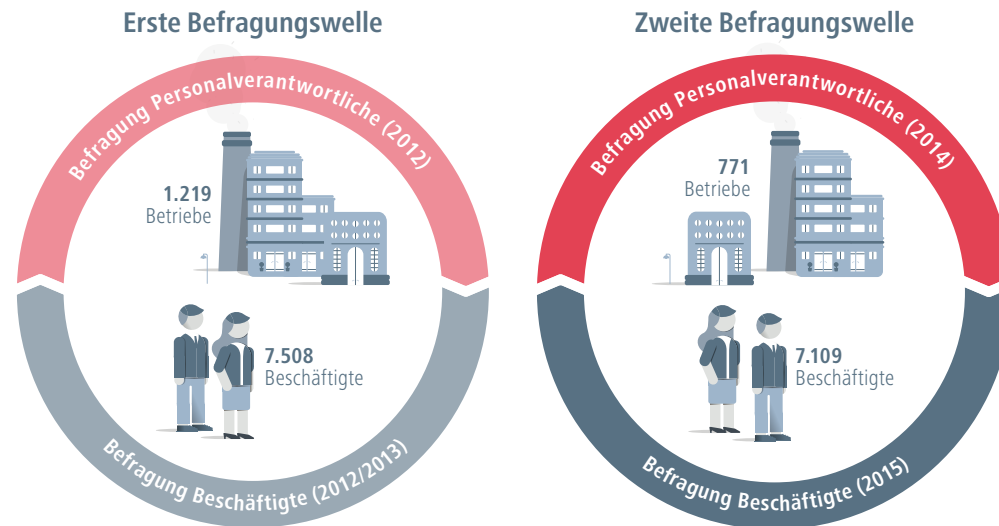 Erste Befragungswelle
Befragung Personalverantwortliche (2012)
1.219
Betriebe
7.508
Beschäftigte
Befragung Beschäftigte (2012/2013)
Zweite Befragungswelle
Befragung Personalverantwortliche (2014)
771
Betriebe
7.109
Beschäftigte
Befragung Beschäftigte (2015)